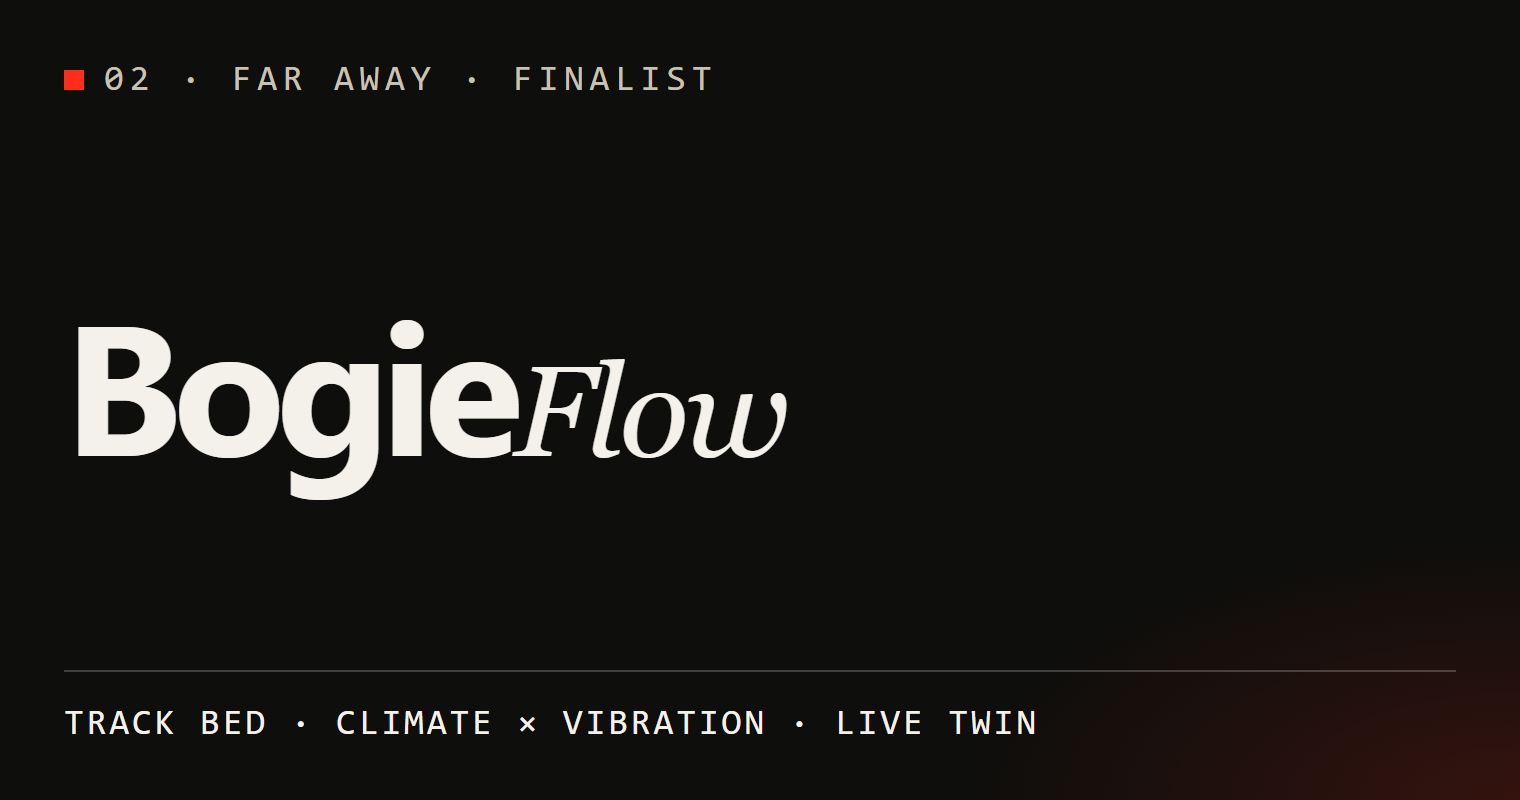 02 · FAR AWAY · FINALIST
BogieFlow
TRACK BED · CLIMATE × VIBRATION · LIVE TWIN